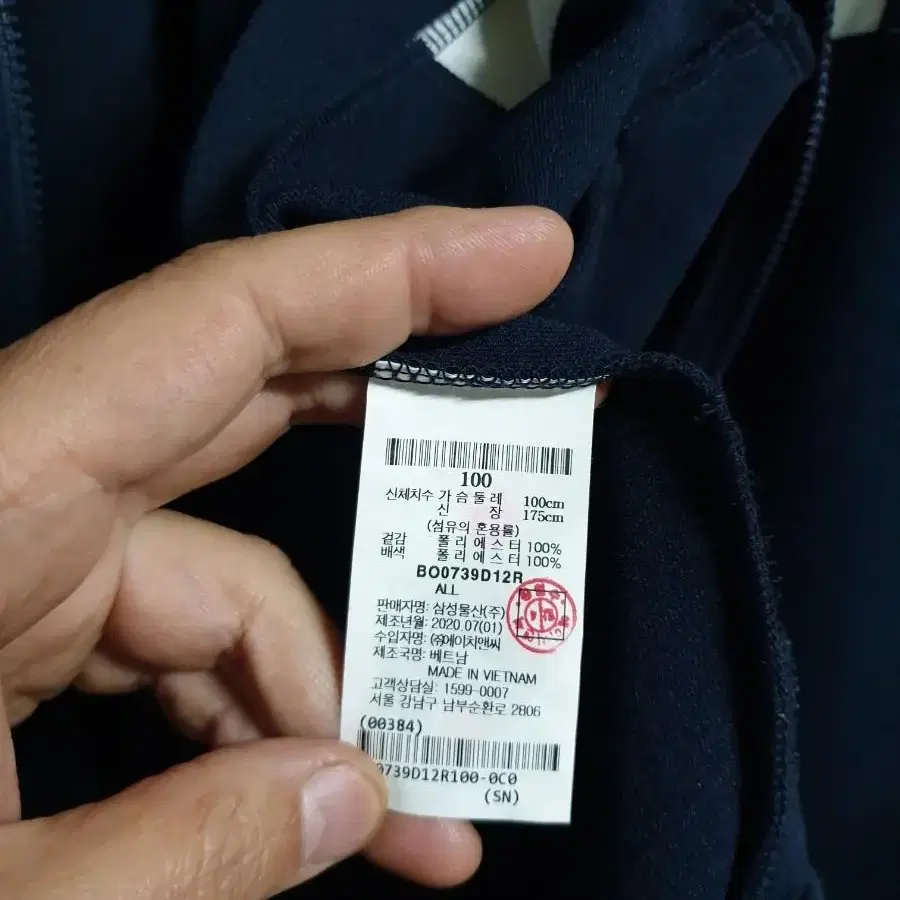 100
신체치수 가 슴 둘 레 100cm
신 장 175cm
(섬유의 혼용률)
겉감 폴 리 에 스 터 100%
배색 폴 리 에 스 터 100%
BO0739D12R
ALL
판매자명: 삼성물산(주)
제조년월: 2020.07(01)
수입자명: ㈜에이치앤씨
제조국명: 베트남
MADE IN VIETNAM
고객상담실: 1599-0007
서울 강남구 남부순환로 2806
(00384)
0739D12R100-0C0
(SN)